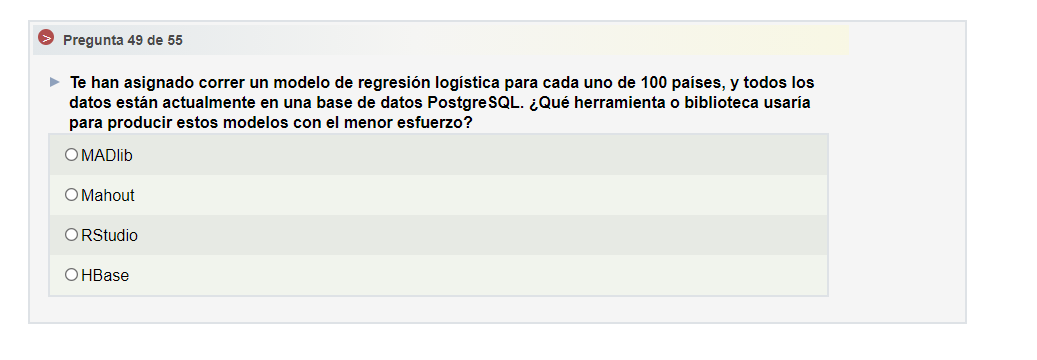 Pregunta 49 de 55
Te han asignado correr un modelo de regresión logística para cada uno de 100 países, y todos los
datos están actualmente en una base de datos PostgreSQL. ¿Qué herramienta o biblioteca usaría
para producir estos modelos con el menor esfuerzo?
MADlib
Mahout
RStudio
HBase